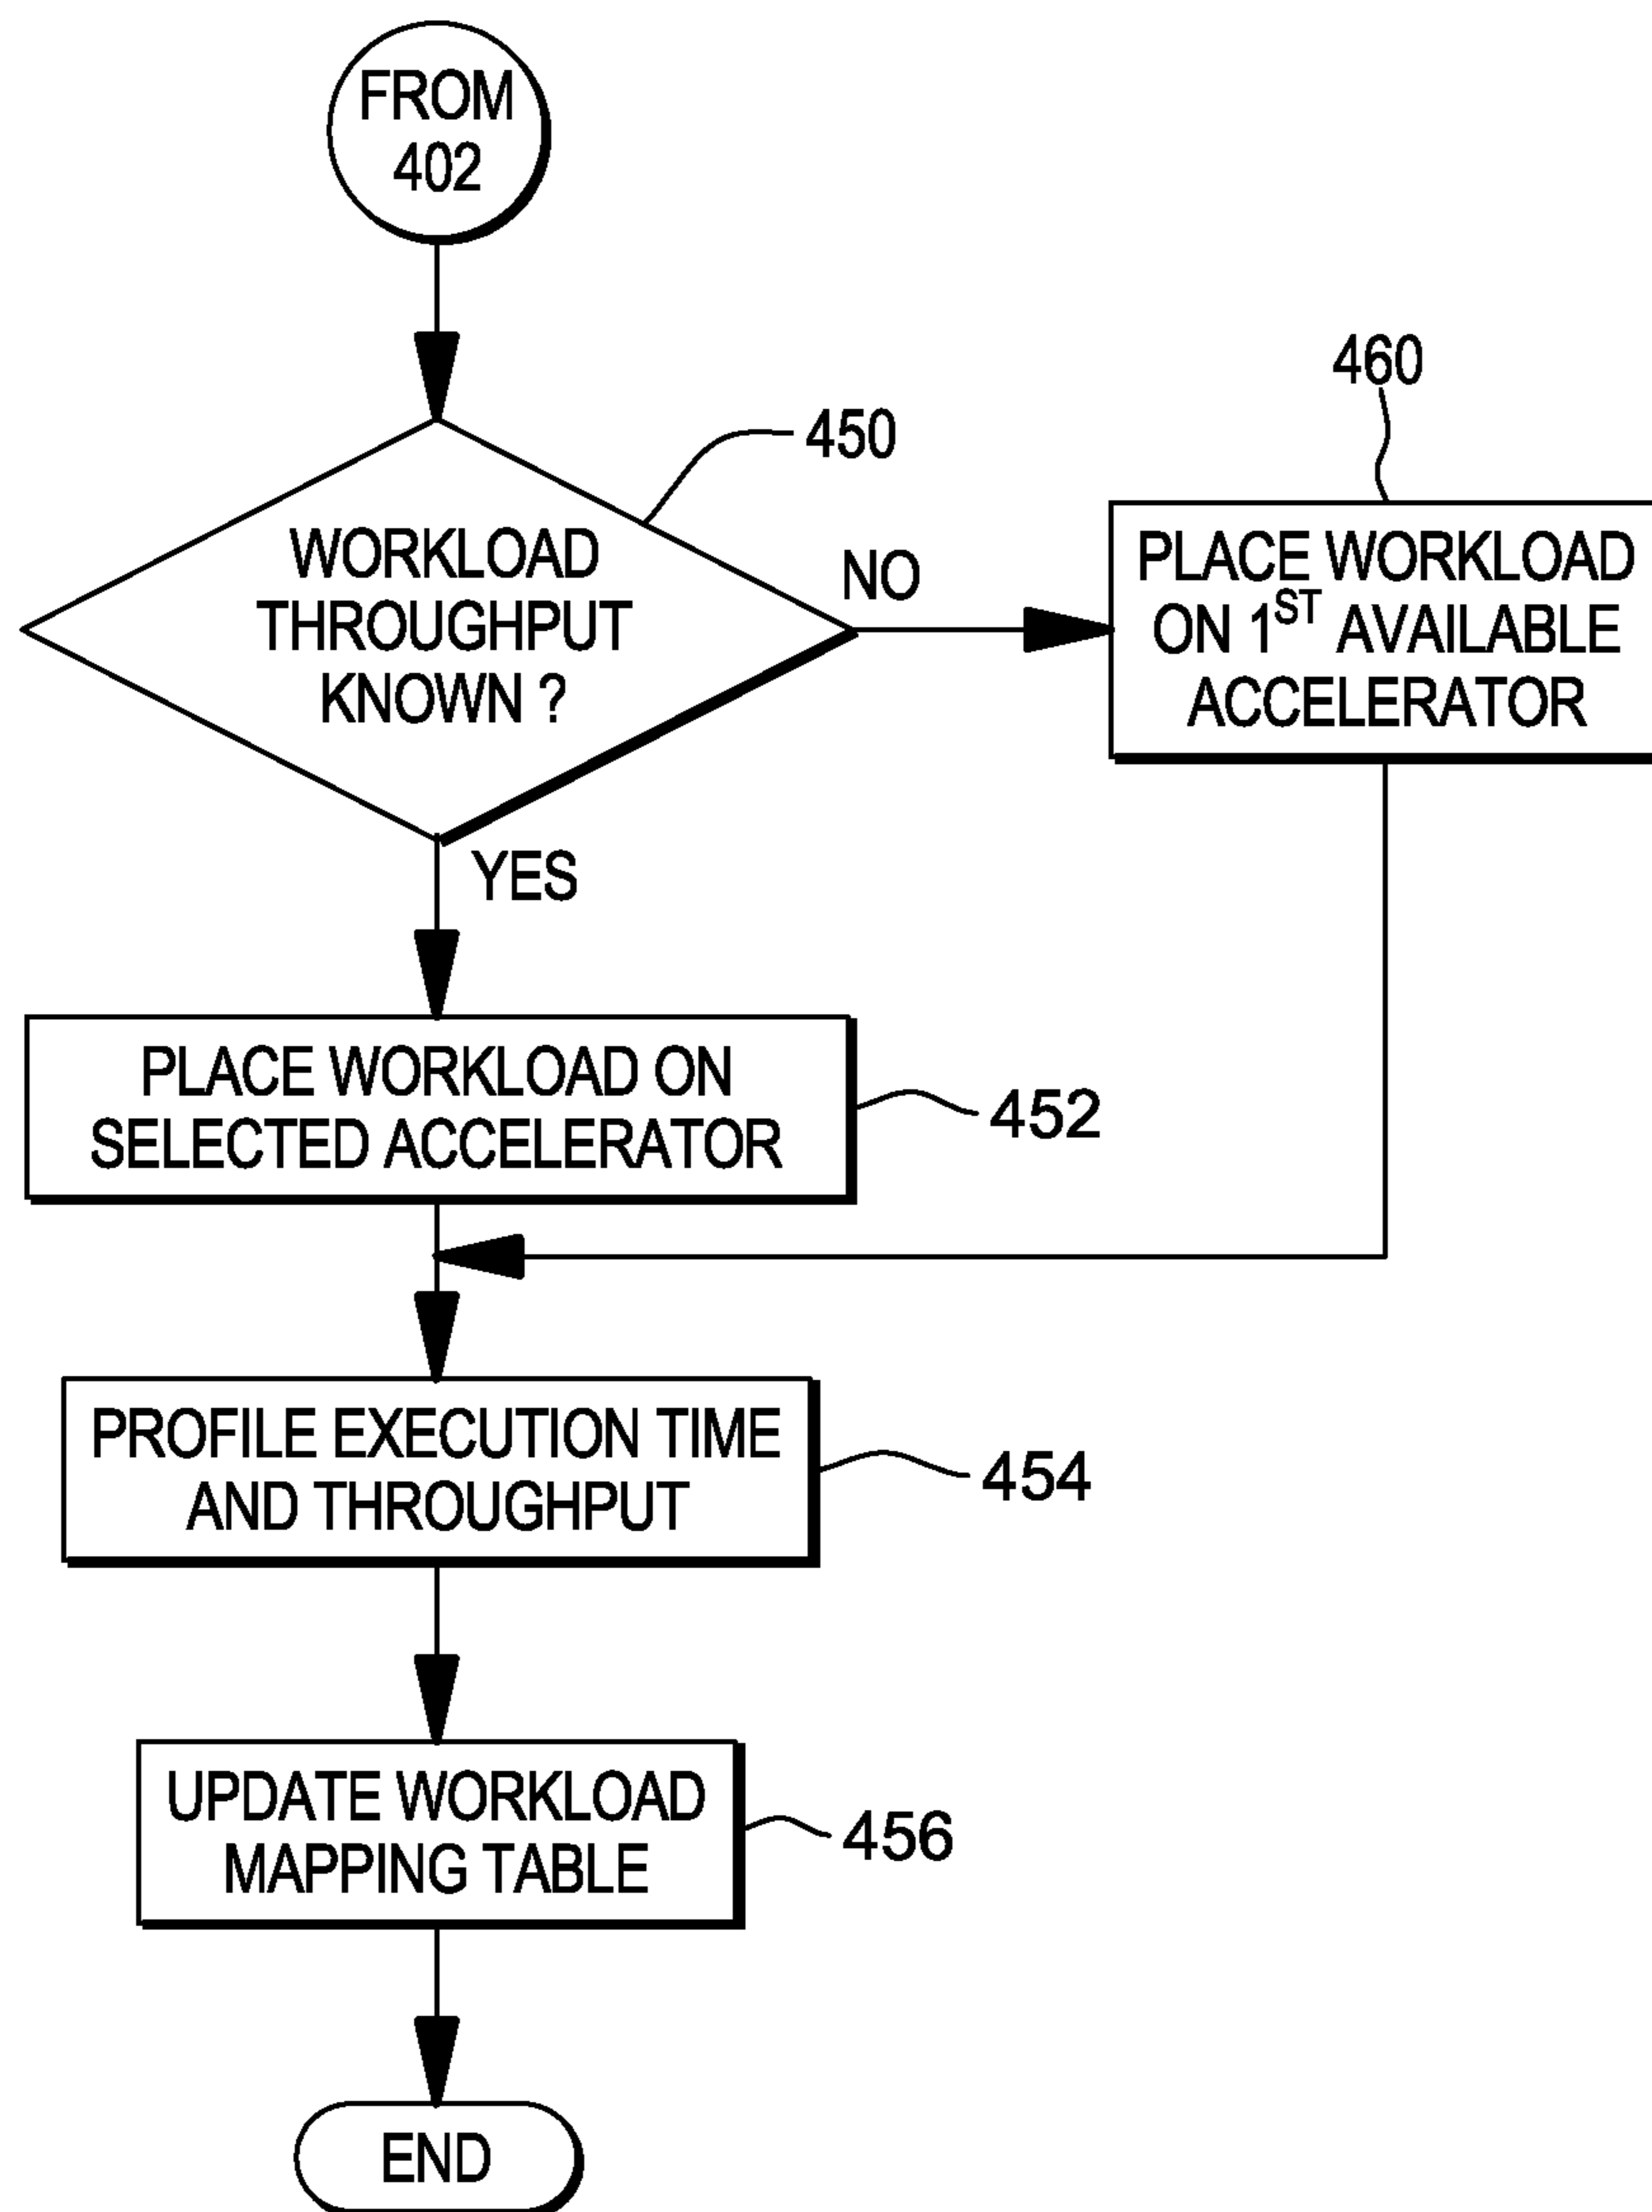 FROM
402
450
WORKLOAD
THROUGHPUT
KNOWN ?
NO
460
PLACE WORKLOAD
ON 1ST AVAILABLE
ACCELERATOR
YES
PLACE WORKLOAD ON
SELECTED ACCELERATOR
452
PROFILE EXECUTION TIME
AND THROUGHPUT
454
UPDATE WORKLOAD
MAPPING TABLE
456
END